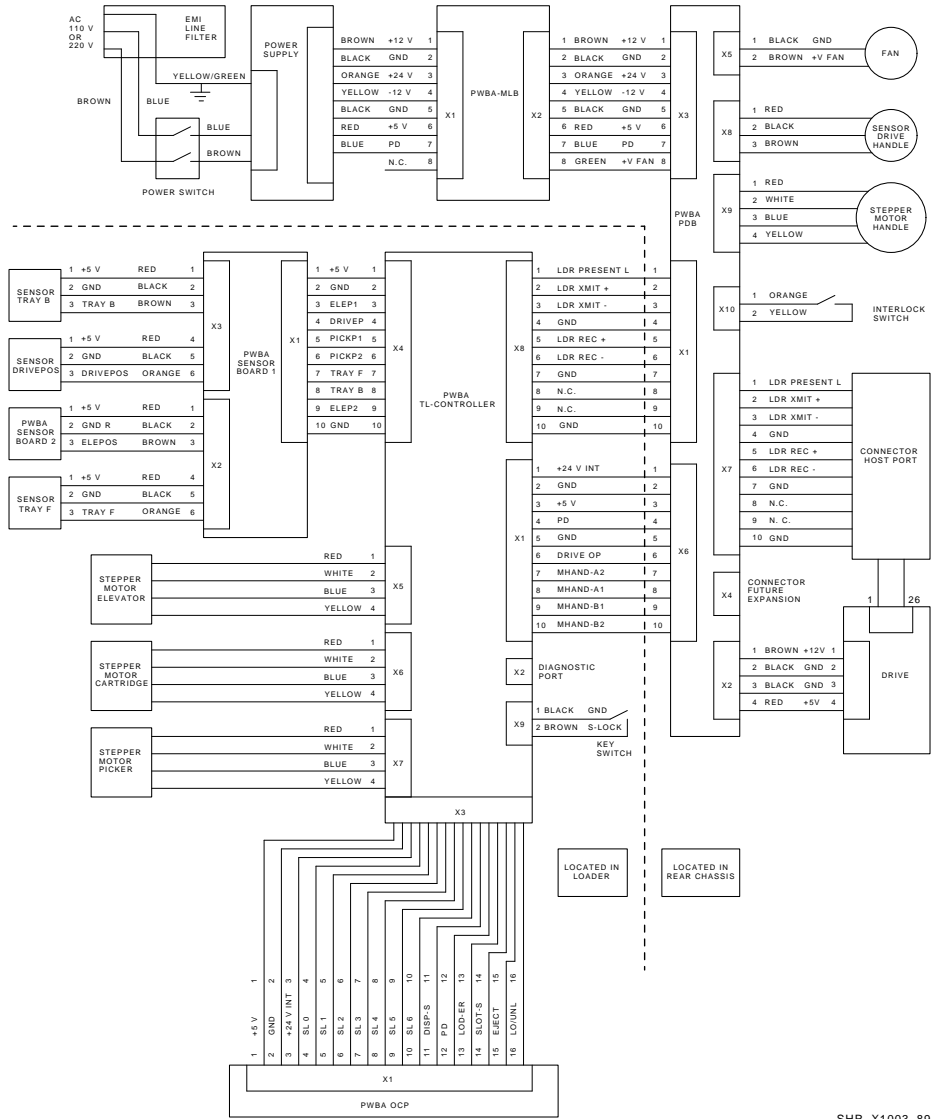 AC
110 V
OR
220 V
EMI
LINE
FILTER
YELLOW/GREEN
BROWN
BLUE
BLUE
BROWN
POWER SWITCH
POWER
SUPPLY
BROWN +12 V 1
BLACK GND 2
ORANGE +24 V 3
YELLOW -12 V 4
BLACK GND 5
RED +5 V 6
BLUE PD 7
N.C. 8
X1
PWBA-MLB
X2
1 BROWN +12 V 1
2 BLACK GND 2
3 ORANGE +24 V 3
4 YELLOW -12 V 4
5 BLACK GND 5
6 RED +5 V 6
7 BLUE PD 7
8 GREEN +V FAN 8
X3
PWBA
PDB
X5
1 BLACK GND
2 BROWN +V FAN
FAN
X8
1 RED
2 BLACK
3 BROWN
SENSOR
DRIVE
HANDLE
X9
1 RED
2 WHITE
3 BLUE
4 YELLOW
STEPPER
MOTOR
HANDLE
X10
1 ORANGE
2 YELLOW
INTERLOCK
SWITCH
SENSOR
TRAY B
1 +5 V RED 1
2 GND BLACK 2
3 TRAY B BROWN 3
SENSOR
DRIVEPOS
1 +5 V RED 4
2 GND BLACK 5
3 DRIVEPOS ORANGE 6
X3
PWBA
SENSOR
BOARD 2
1 +5 V RED 1
2 GND R BLACK 2
3 ELEPOS BROWN 3
SENSOR
TRAY F
1 +5 V RED 4
2 GND BLACK 5
3 TRAY F ORANGE 6
X2
PWBA
SENSOR
BOARD 1
X1
1 +5 V 1
2 GND 2
3 ELEP1 3
4 DRIVEP 4
5 PICKP1 5
6 PICKP2 6
7 TRAY F 7
8 TRAY B 8
9 ELEP2 9
10 GND 10
X4
PWBA
TL-CONTROLLER
X8
1 LDR PRESENT L 1
2 LDR XMIT + 2
3 LDR XMIT - 3
4 GND 4
5 LDR REC + 5
6 LDR REC - 6
7 GND 7
8 N.C. 8
9 N.C. 9
10 GND 10
X1
X1
1 +24 V INT 1
2 GND 2
3 +5 V 3
4 PD 4
5 GND 5
6 DRIVE OP 6
7 MHAND-A2 7
8 MHAND-A1 8
9 MHAND-B1 9
10 MHAND-B2 10
X6
X7
1 LDR PRESENT L
2 LDR XMIT +
3 LDR XMIT -
4 GND
5 LDR REC +
6 LDR REC -
7 GND
8 N.C.
9 N. C.
10 GND
CONNECTOR
HOST PORT
X4
CONNECTOR
FUTURE
EXPANSION
1 26
X2
1 BROWN +12V 1
2 BLACK GND 2
3 BLACK GND 3
4 RED +5V 4
DRIVE
STEPPER
MOTOR
ELEVATOR
RED 1
WHITE 2
BLUE 3
YELLOW 4
X5
STEPPER
MOTOR
CARTRIDGE
RED 1
WHITE 2
BLUE 3
YELLOW 4
X6
STEPPER
MOTOR
PICKER
RED 1
WHITE 2
BLUE 3
YELLOW 4
X7
X2
DIAGNOSTIC
PORT
X9
1 BLACK GND
2 BROWN S-LOCK
KEY
SWITCH
X3
LOCATED IN
LOADER
LOCATED IN
REAR CHASSIS
1 +5 V 1
2 GND 2
3 +24 V INT 3
4 SL 0 4
5 SL 1 5
6 SL 2 6
7 SL 3 7
8 SL 4 8
9 SL 5 9
10 SL 6 10
11 DISP-S 11
12 PD 12
13 LOD-ER 13
14 SLOT-S 14
15 EJECT 15
16 LO/UNL 16
X1
PWBA OCP